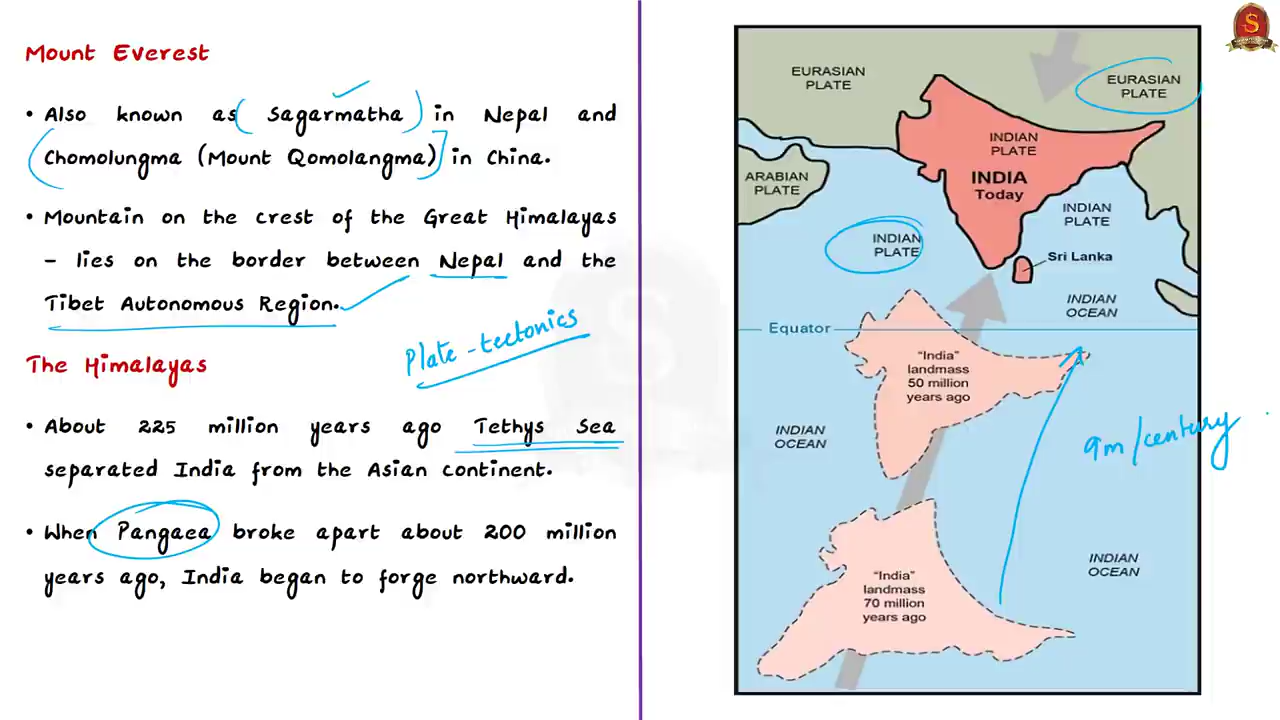 Mount Everest
• Also known as (Sagarmatha) in Nepal and
(Chomolungma (Mount Qomolangma)] in China.
• Mountain on the crest of the Great Himalayas
– lies on the border between Nepal and the
Tibet Autonomous Region.
Plate-tectonics
The Himalayas
• About 225 million years ago Tethys Sea
separated India from the Asian continent.
• When Pangaea broke apart about 200 million
years ago, India began to forge northward.
EURASIAN
PLATE
EURASIAN
PLATE
INDIAN
PLATE
ARABIAN
PLATE
INDIA
Today
INDIAN
PLATE
INDIAN
PLATE
Sri Lanka
INDIAN
OCEAN
Equator
"India"
landmass
50 million
years ago
INDIAN
OCEAN
9m/century
INDIAN
OCEAN
"India"
landmass
70 million
years ago
S